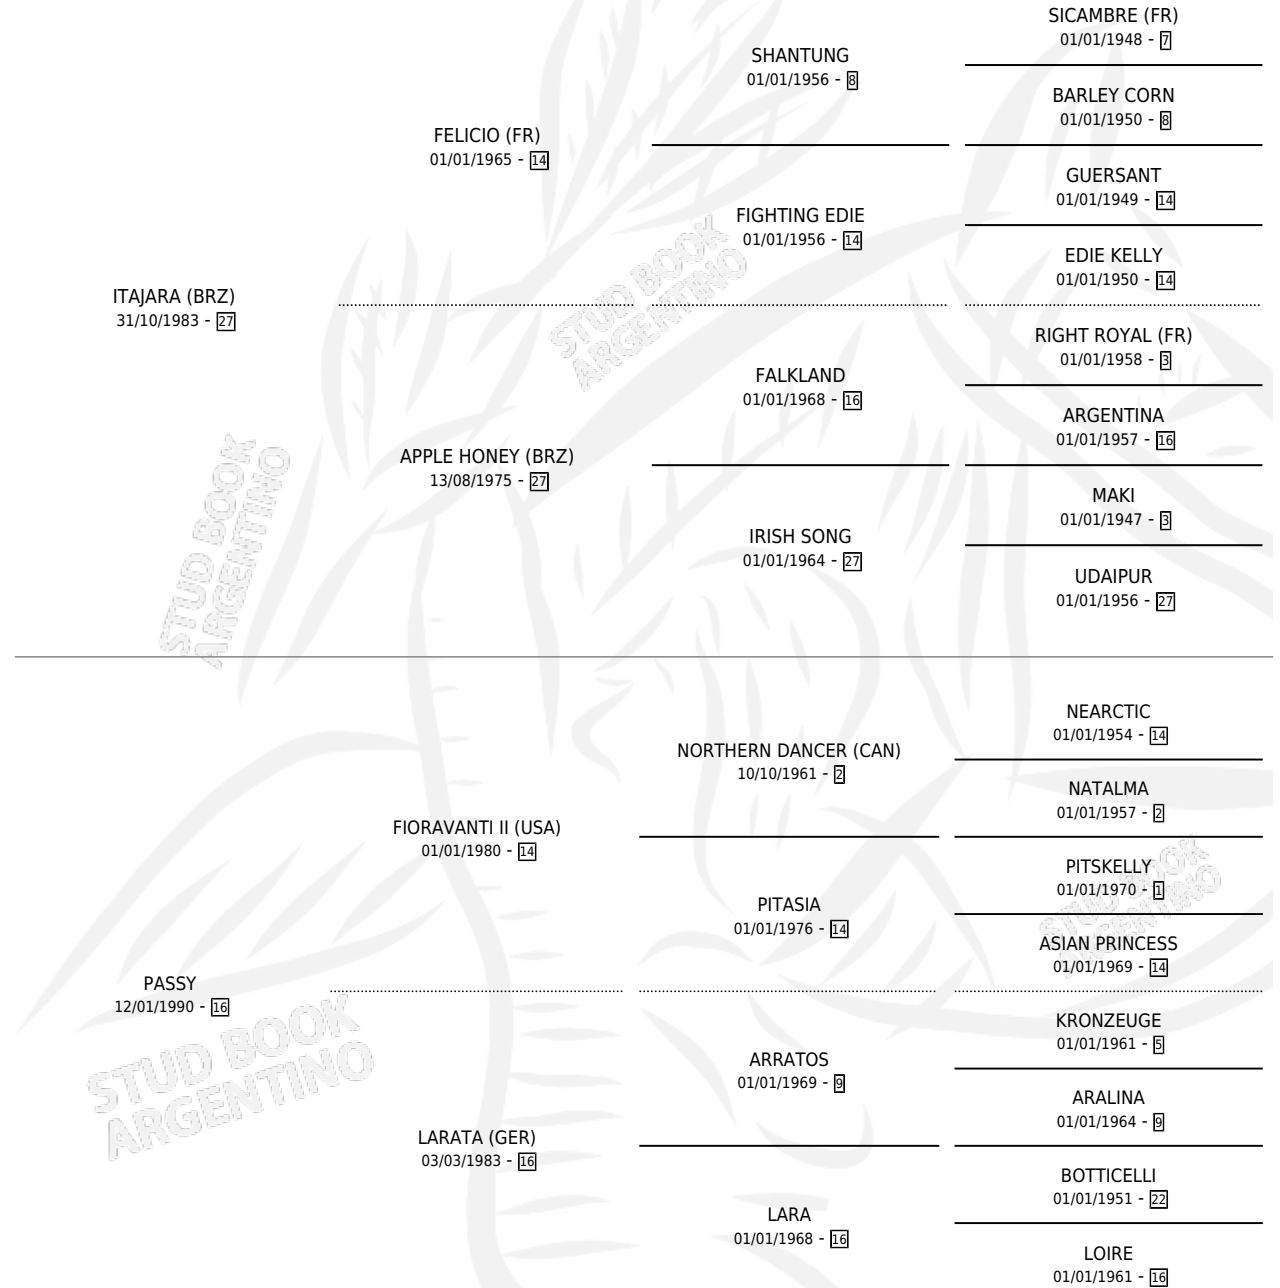 SICAMBRE (FR)
01/01/1948 - 7
SHANTUNG
01/01/1956 - 8
BARLEY CORN
01/01/1950 - 8
FELICIO (FR)
01/01/1965 - 14
GUERSANT
01/01/1949 - 14
FIGHTING EDIE
01/01/1956 - 14
EDIE KELLY
01/01/1950 - 14
ITAJARA (BRZ)
31/10/1983 - 27
STUD BOOK
ARGENTINO
RIGHT ROYAL (FR)
01/01/1958 - 3
FALKLAND
01/01/1968 - 16
ARGENTINA
01/01/1957 - 16
APPLE HONEY (BRZ)
13/08/1975 - 27
MAKI
01/01/1947 - 3
IRISH SONG
01/01/1964 - 27
UDAIPUR
01/01/1956 - 27
STUD BOOK
ARGENTINO
NEARCTIC
01/01/1954 - 14
NORTHERN DANCER (CAN)
10/10/1961 - 2
NATALMA
01/01/1957 - 2
FIORAVANTI II (USA)
01/01/1980 - 14
PITSKELLY
01/01/1970 - 1
PITASIA
01/01/1976 - 14
ASIAN PRINCESS
01/01/1969 - 14
STUD BOOK
ARGENTINO
PASSY
12/01/1990 - 16
KRONZEUGE
01/01/1961 - 5
ARRATOS
01/01/1969 - 9
ARALINA
01/01/1964 - 9
STUD BOOK
ARGENTINO
LARATA (GER)
03/03/1983 - 16
BOTTICELLI
01/01/1951 - 22
LARA
01/01/1968 - 16
LOIRE
01/01/1961 - 16